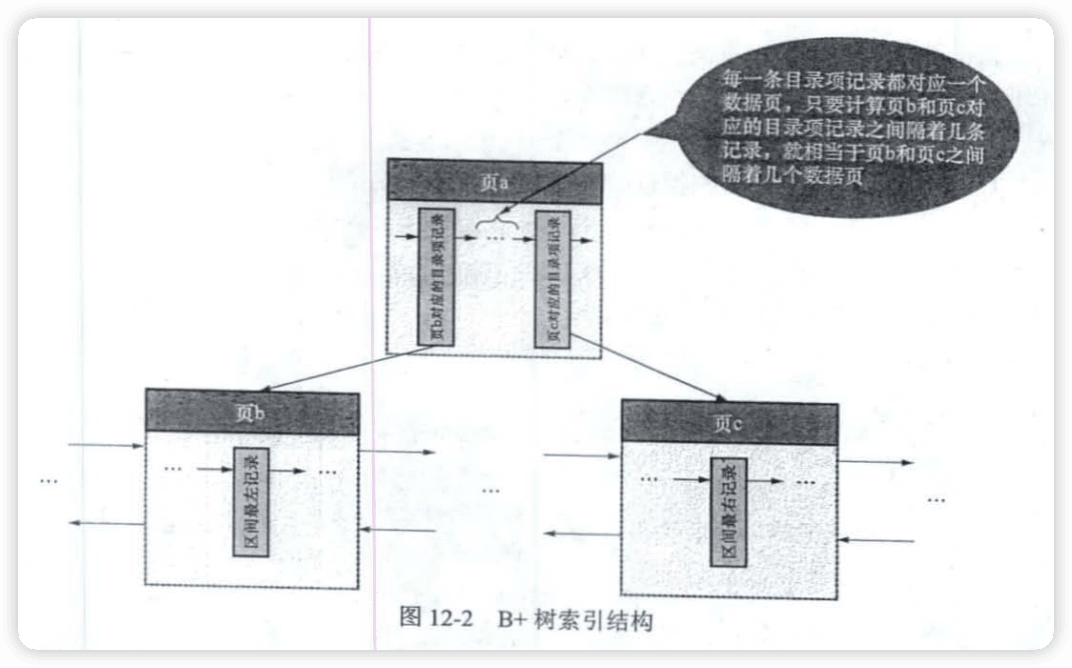 每一条目录项记录都对应一个
数据页，只要计算页b和页c对
应的目录项记录之间隔着几条
记录，就相当于页b和页c之间
隔着几个数据页
页a
页b对应的目录项记录
...
页c对应的目录项记录
页b
页c
...
...
区间最左记录
...
...
...
区间最右记录
...
...
图 12-2 B+ 树索引结构